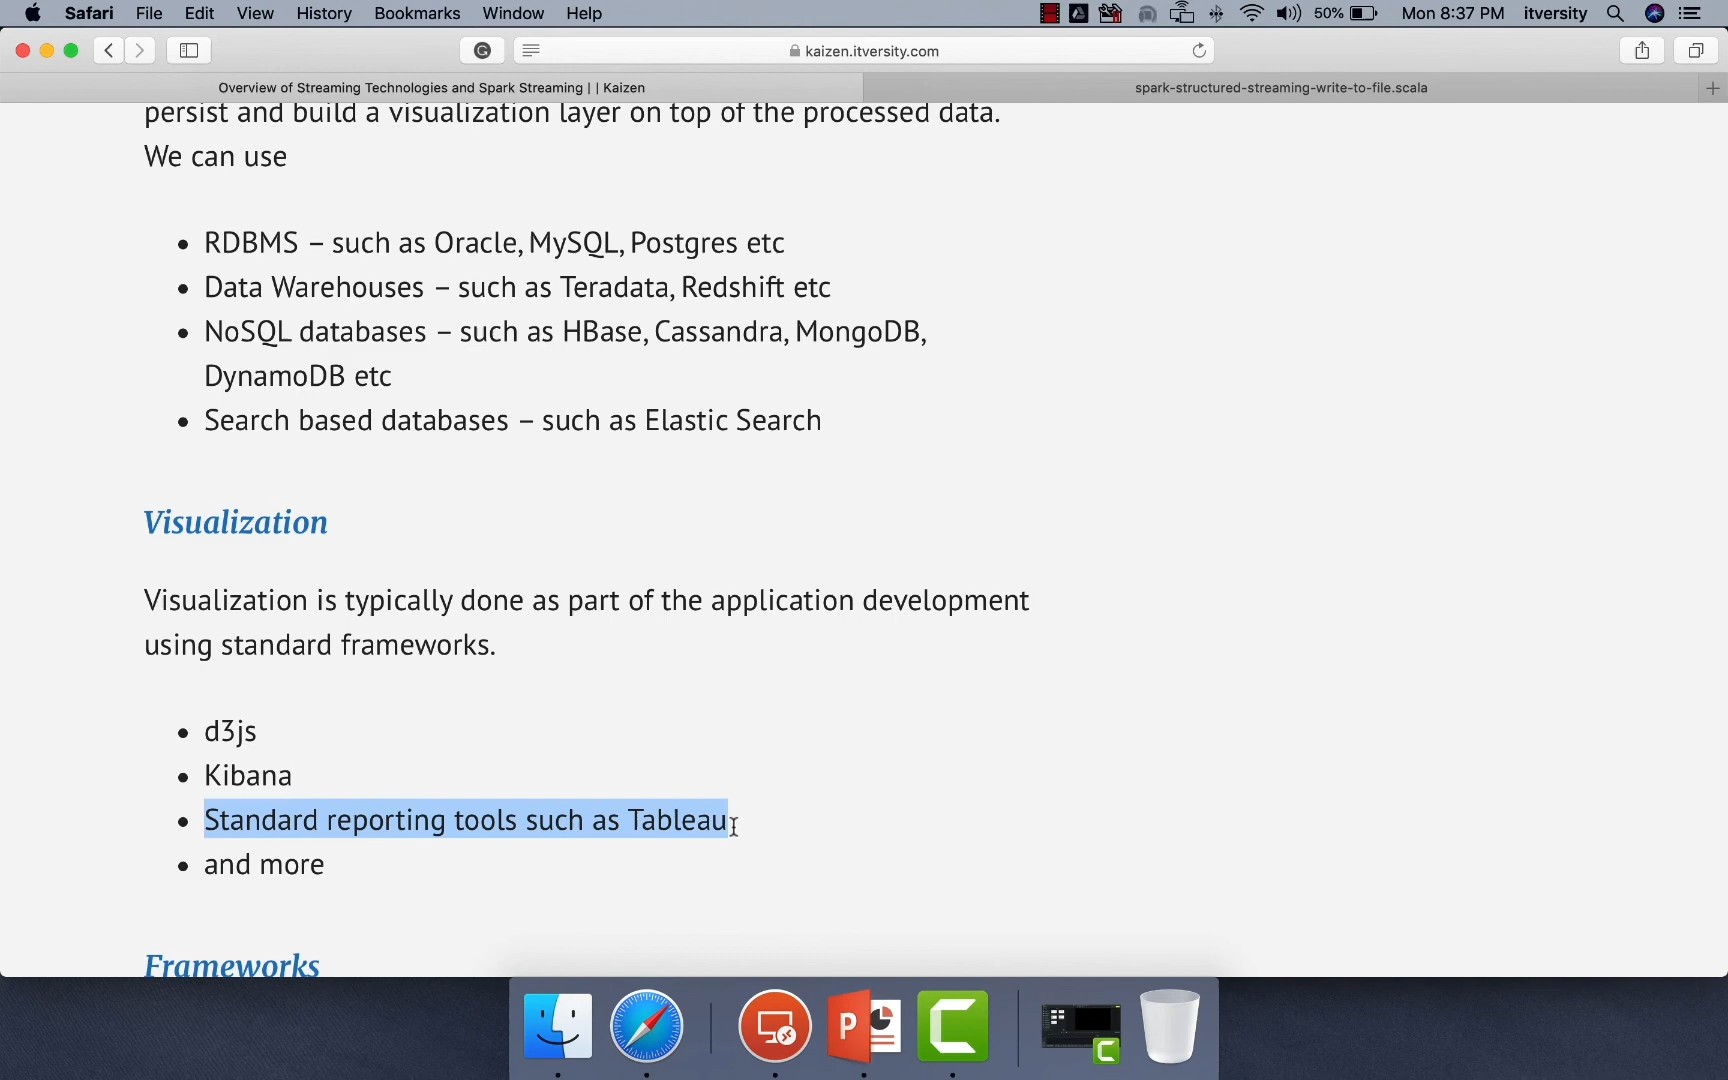 Safari File Edit View History Bookmarks Window Help 50% Mon 8:37 PM itversity
kaizen.itversity.com
Overview of Streaming Technologies and Spark Streaming | | Kaizen
spark-structured-streaming-write-to-file.scala
persist and build a visualization layer on top of the processed data.
We can use
• RDBMS – such as Oracle, MySQL, Postgres etc
• Data Warehouses – such as Teradata, Redshift etc
• NoSQL databases – such as HBase, Cassandra, MongoDB,
DynamoDB etc
• Search based databases – such as Elastic Search
Visualization
Visualization is typically done as part of the application development
using standard frameworks.
• d3js
• Kibana
• Standard reporting tools such as Tableau
• and more
Frameworks